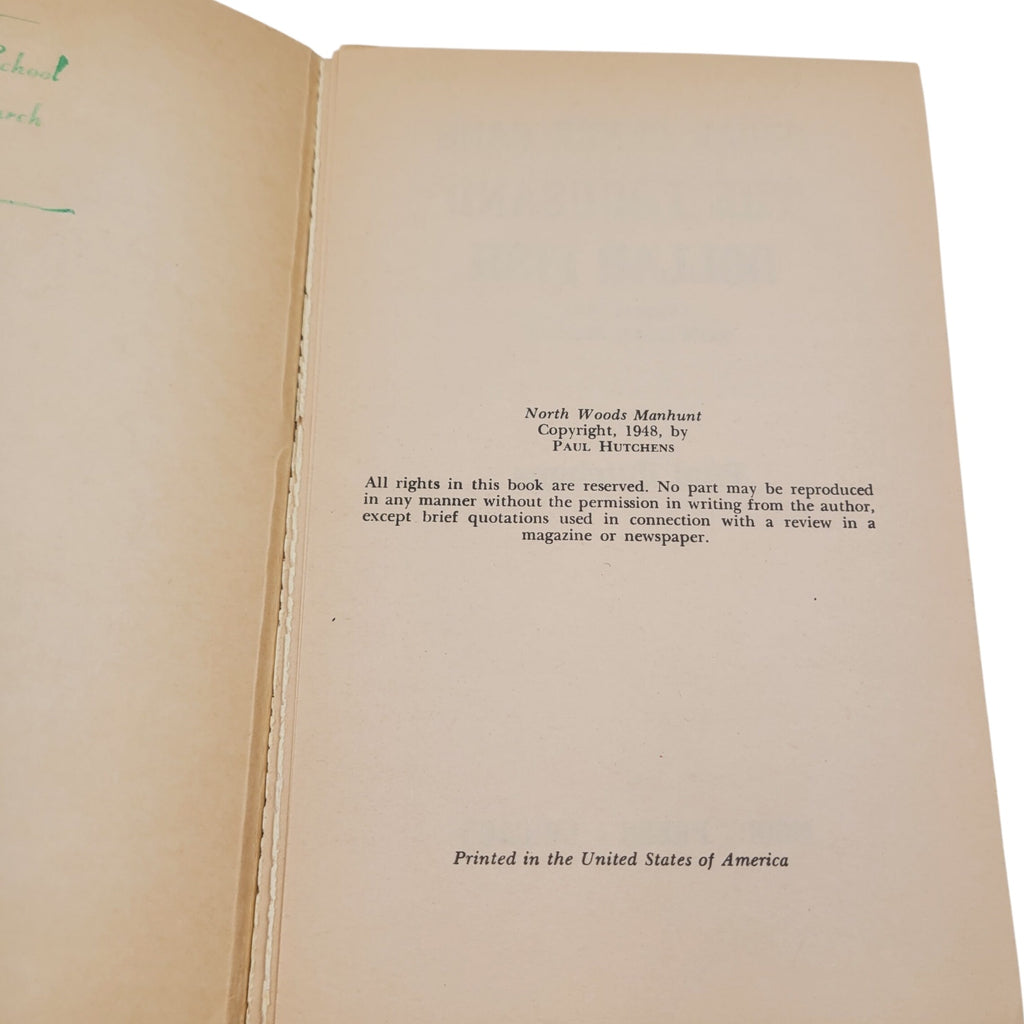 School
North Woods Manhunt
Copyright, 1948, by
PAUL HUTCHENS
All rights in this book are reserved. No part may be reproduced
in any manner without the permission in writing from the author,
except brief quotations used in connection with a review in a
magazine or newspaper.
Printed in the United States of America